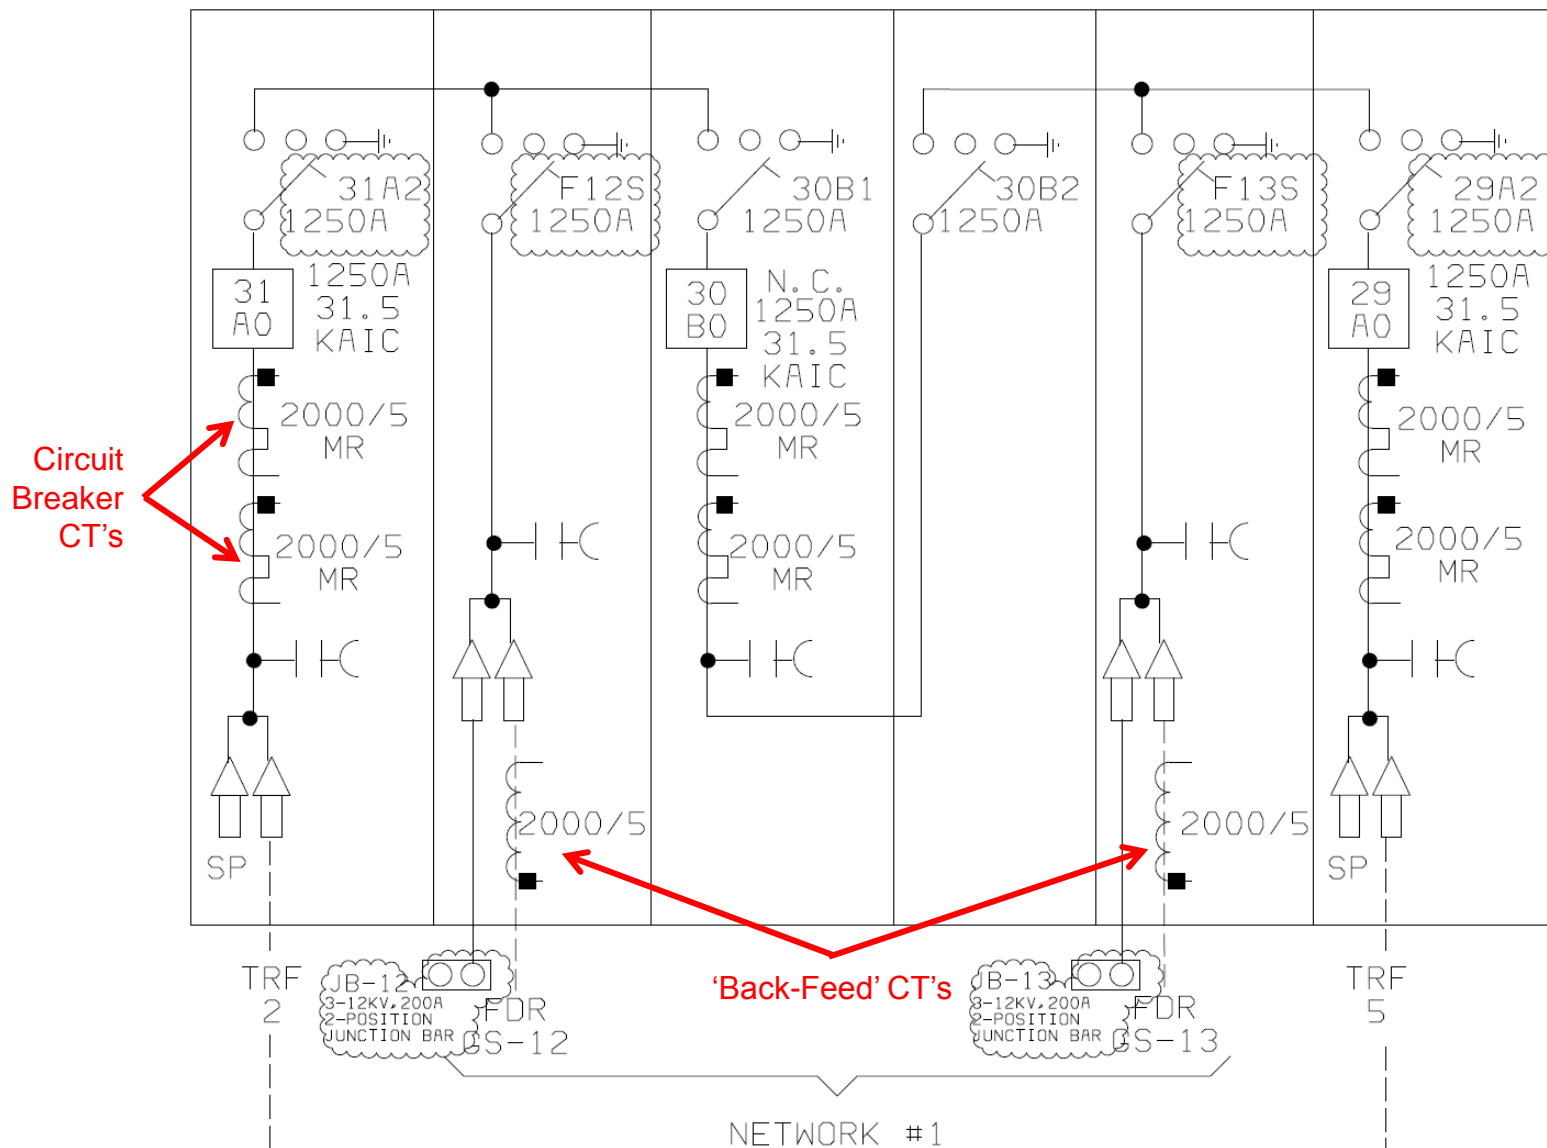 31A2
1250A
F12S
1250A
30B1
1250A
30B2
1250A
F13S
1250A
29A2
1250A
31
A0
1250A
31.5
KAIC
30
B0
N.C.
1250A
31.5
KAIC
29
A0
1250A
31.5
KAIC
2000/5
MR
2000/5
MR
2000/5
MR
Circuit
Breaker
CT's
2000/5
MR
2000/5
MR
2000/5
MR
2000/5
2000/5
SP
SP
TRF
2
JB-12
3-12KV,200A
2-POSITION
JUNCTION BAR
FDR
GS-12
'Back-Feed' CT's
JB-13
3-12KV,200A
2-POSITION
JUNCTION BAR
FDR
GS-13
TRF
5
NETWORK #1